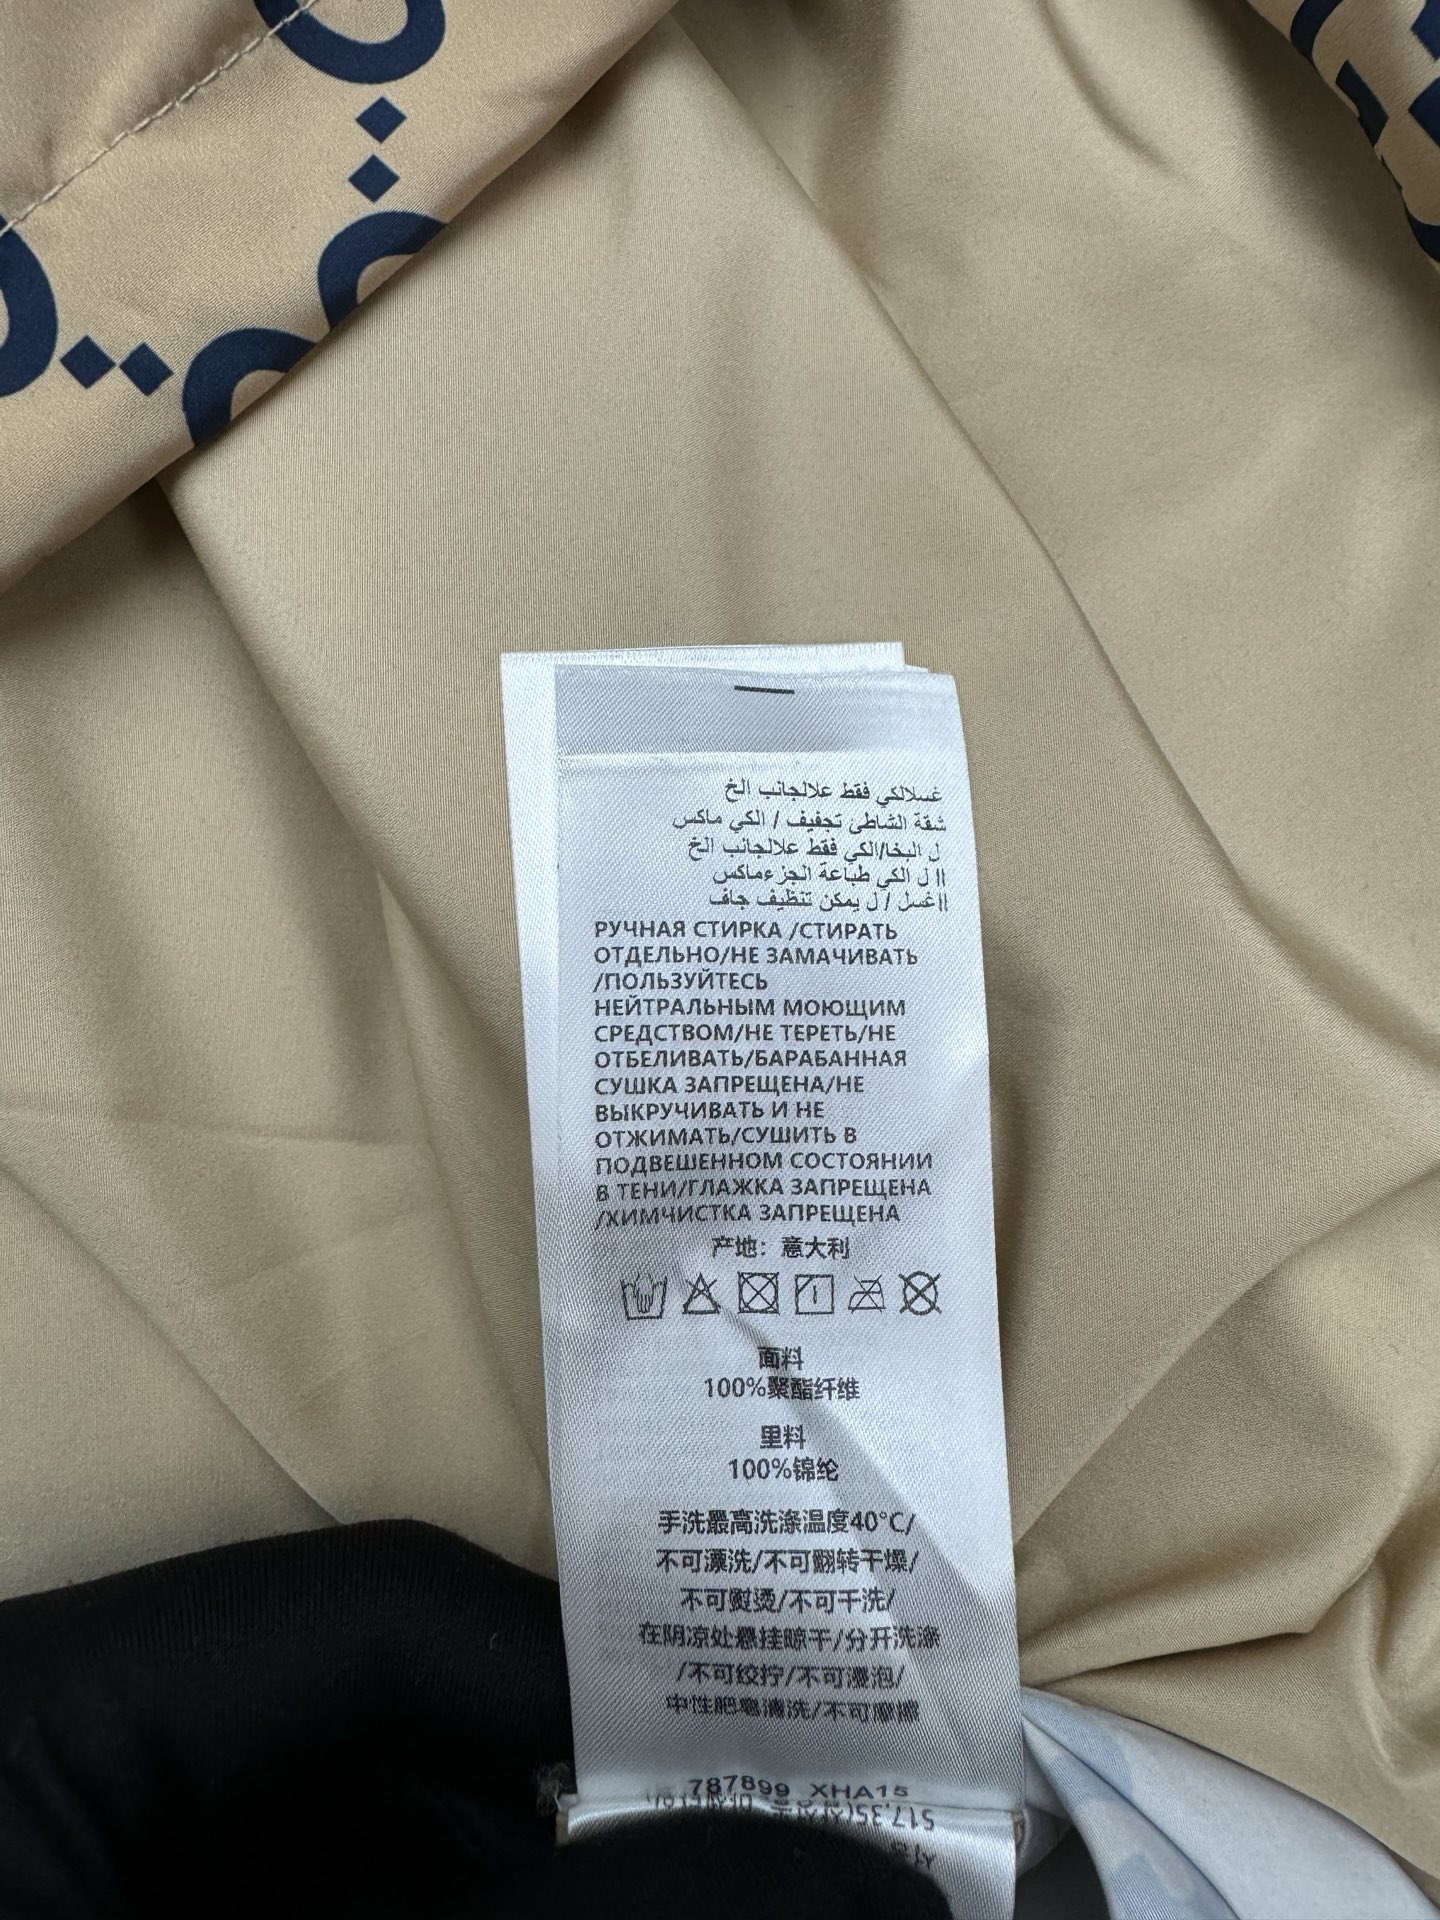 غسلالكي فقط علالجانب الخ
شقة الشاطئ تجفيف / الكي ماكس
ل البخا/الكي فقط علالجانب الخ
اا ل الكي طباعة الجزءماكس
ااغسل / ل يمكن تنظيف جاف
РУЧНАЯ СТИРКА /СТИРАТЬ
ОТДЕЛЬНО/НЕ ЗАМАЧИВАТЬ
/ПОЛЬЗУЙТЕСЬ
НЕЙТРАЛЬНЫМ МОЮЩИМ
СРЕДСТВОМ/НЕ ТЕРЕТЬ/НЕ
ОТБЕЛИВАТЬ/БАРАБАННАЯ
СУШКА ЗАПРЕЩЕНА/НЕ
ВЫКРУЧИВАТЬ И НЕ
ОТЖИМАТЬ/СУШИТЬ В
ПОДВЕШЕННОМ СОСТОЯНИИ
В ТЕНИ/ГЛАЖКА ЗАПРЕЩЕНА
/ХИМЧИСТКА ЗАПРЕЩЕНА
产地：意大利
面料
100%聚酯纤维
里料
100%锦纶
手洗最高洗涤温度40°C/
不可漂洗/不可翻转干燥/
不可熨烫/不可干洗/
在阴凉处悬挂晾干/分开洗涤
/不可绞拧/不可浸泡/
中性肥皂清洗/不可摩擦
787899 XHA15